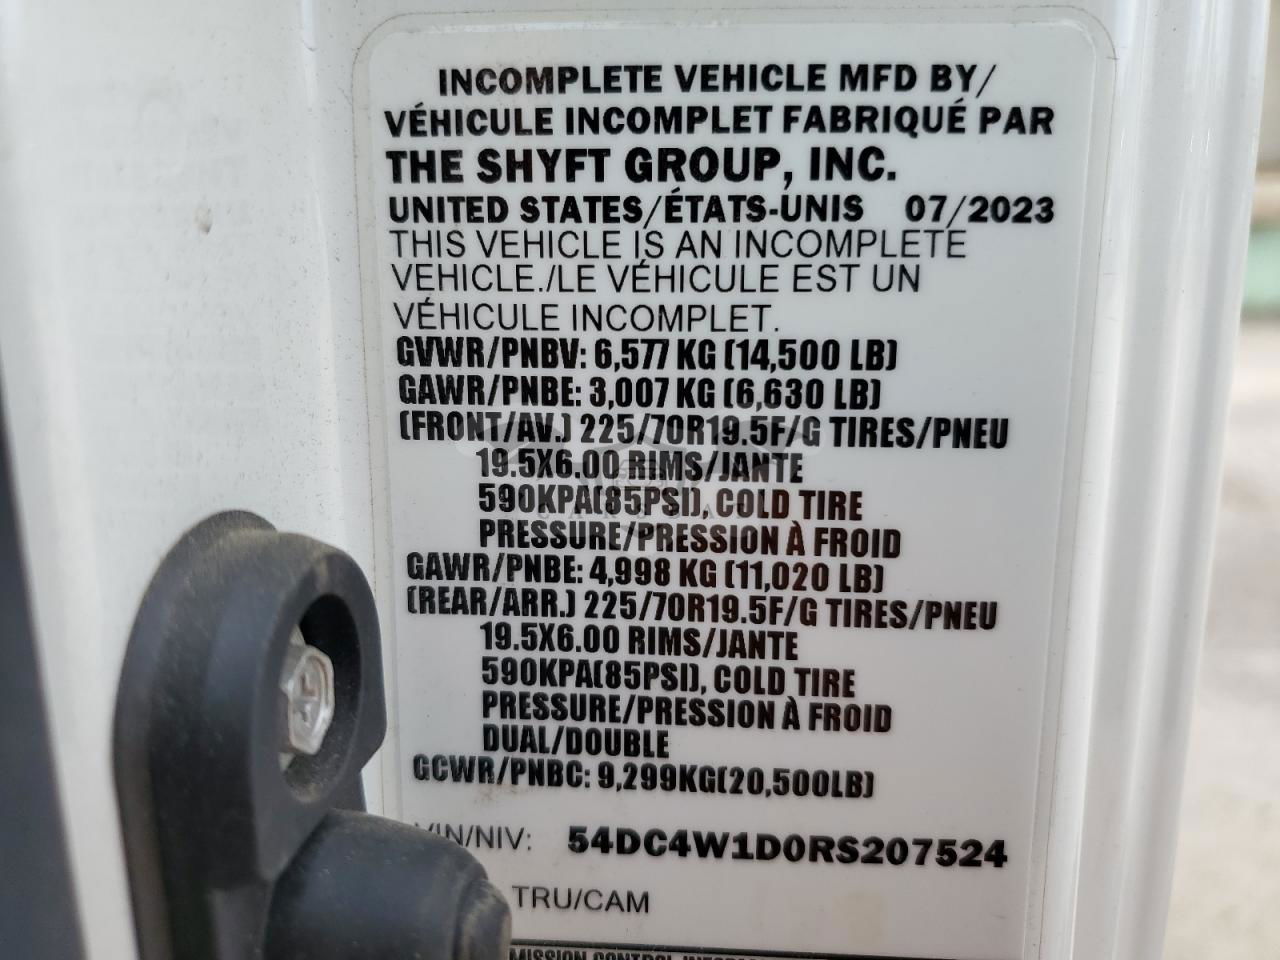 INCOMPLETE VEHICLE MFD BY/
VÉHICULE INCOMPLET FABRIQUÉ PAR
THE SHYFT GROUP, INC.
UNITED STATES/ÉTATS-UNIS 07/2023
THIS VEHICLE IS AN INCOMPLETE
VEHICLE./LE VÉHICULE EST UN
VÉHICULE INCOMPLET.
GVWR/PNBV: 6,577 KG (14,500 LB)
GAWR/PNBE: 3,007 KG (6,630 LB)
(FRONT/AV.) 225/70R19.5F/G TIRES/PNEU
19.5X6.00 RIMS/JANTE
590KPA(85PSI), COLD TIRE
PRESSURE/PRESSION À FROID
GAWR/PNBE: 4,998 KG (11,020 LB)
(REAR/ARR.) 225/70R19.5F/G TIRES/PNEU
19.5X6.00 RIMS/JANTE
590KPA(85PSI), COLD TIRE
PRESSURE/PRESSION À FROID
DUAL/DOUBLE
GCWR/PNBC: 9,299KG(20,500LB)
VIN/NIV: 54DC4W1D0RS207524
TRU/CAM